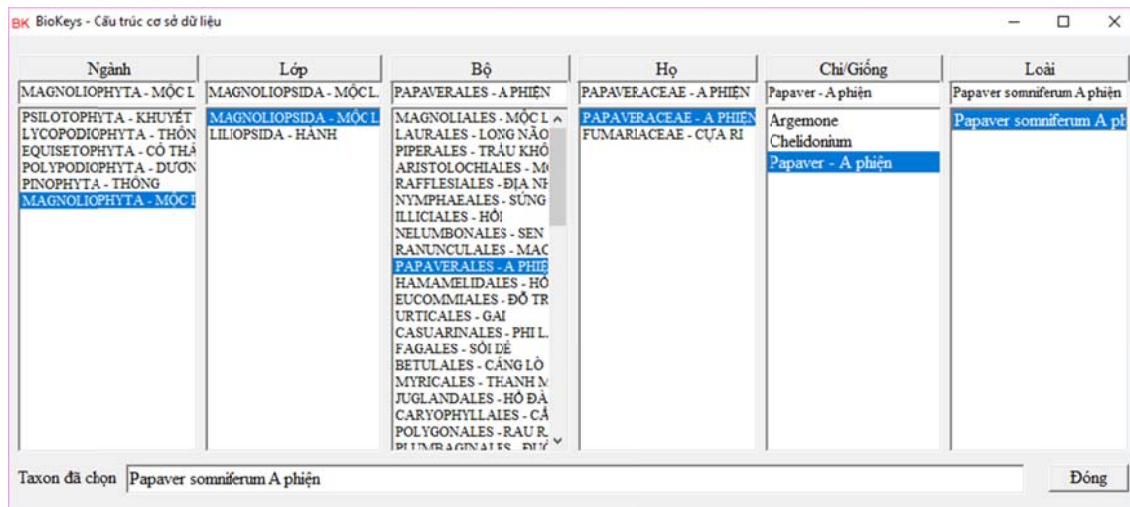 BK BioKeys - Cấu trúc cơ sở dữ liệu
Ngành Lớp Bộ Họ Chi/Giống Loài
MAGNOLIOPHYTA - MỘC L MAGNOLIOPSIDA - MỘC L. PAPAVERALES - A PHIỆN PAPAVERACEAE - A PHIỆN Papaver - A phiện Papaver somniferum A phiện
PSILOTOPHYTA - KHUYẾT
LYCOPODIOPHYTA - THÔN
EQUISETOPHYTA - CỎ THÁ
POLYPODIOPHYTA - DƯƠN
PINOPHYTA - THÔNG
MAGNOLIOPHYTA - MỘC L
MAGNOLIOPSIDA - MỘC L
LILIOPSIDA - HÀNH
MAGNOLIALES - MỘC L
LAURALES - LONG NÃO
PIPERALES - TRẦU KHÔ
ARISTOLOCHIALES - MỘ
RAFFLESIALES - ĐỊA NH
NYMPHAEALES - SÚNG
ILLICIALES - HỒI
NELUMBONALES - SEN
RANUNCULALES - MAO
PAPAVERALES - A PHIỆ
HAMAMELIDALES - HỒ
EUCOMMIALES - ĐỖ TR
URTICALES - GAI
CASUARINALES - PHI L.
FAGALES - SỒI DẺ
BETULALES - CÁNG LÒ
MYRICALES - THANH M
JUGLANDALES - HỒ ĐÀ
CARYOPHYLLALES - CẨ
POLYGONALES - RAU R.
PLUMBAGINALES - ĐUÔ
PAPAVERACEAE - A PHIỆN
FUMARIACEAE - CỰA RI
Argemone
Chelidonium
Papaver - A phiện
Papaver somniferum A ph
Taxon đã chọn Papaver somniferum A phiện Đóng